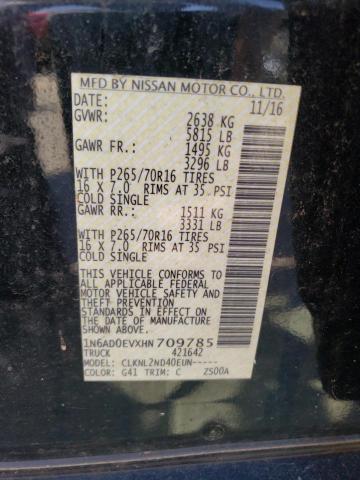 MFD BY NISSAN MOTOR CO., LTD.
DATE: 11/16
GVWR: 2638 KG
5815 LB
GAWR FR: 1495 KG
3296 LB
WITH P265/70R16 TIRES
16 X 7.0 RIMS AT 35 PSI
COLD SINGLE
GAWR RR: 1511 KG
3331 LB
WITH P265/70R16 TIRES
16 X 7.0 RIMS AT 35 PSI
COLD SINGLE
THIS VEHICLE CONFORMS TO
ALL APPLICABLE FEDERAL
MOTOR VEHICLE SAFETY
AND THEFT PREVENTION
STANDARDS IN EFFECT ON
THE DATE OF MANUFACTURE
SHOWN ABOVE.
1N6AD0EVXHN709785
TRUCK 421642
MODEL: CLKNL2ND40EUN-----
COLOR: G41 TRIM: C ZS00A